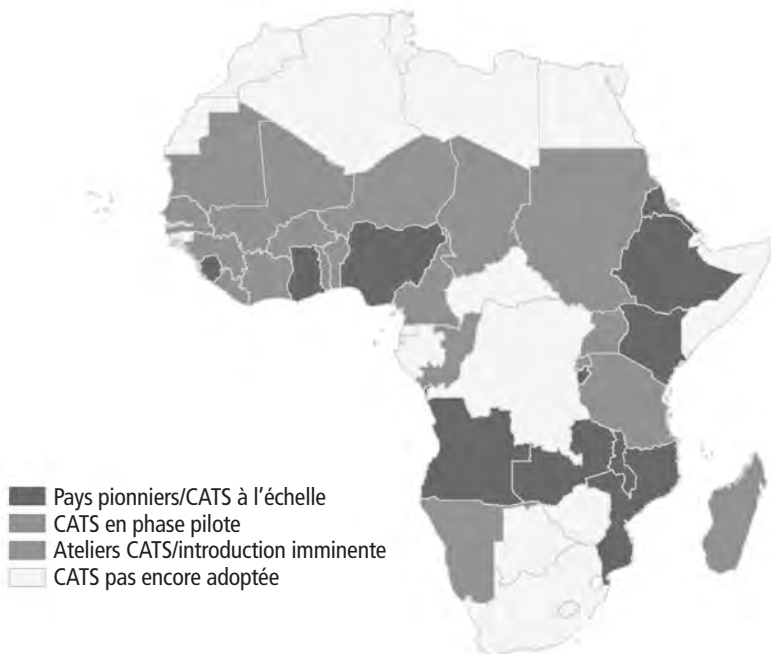 Pays pionniers/CATS à l'échelle
CATS en phase pilote
Ateliers CATS/introduction imminente
CATS pas encore adoptée